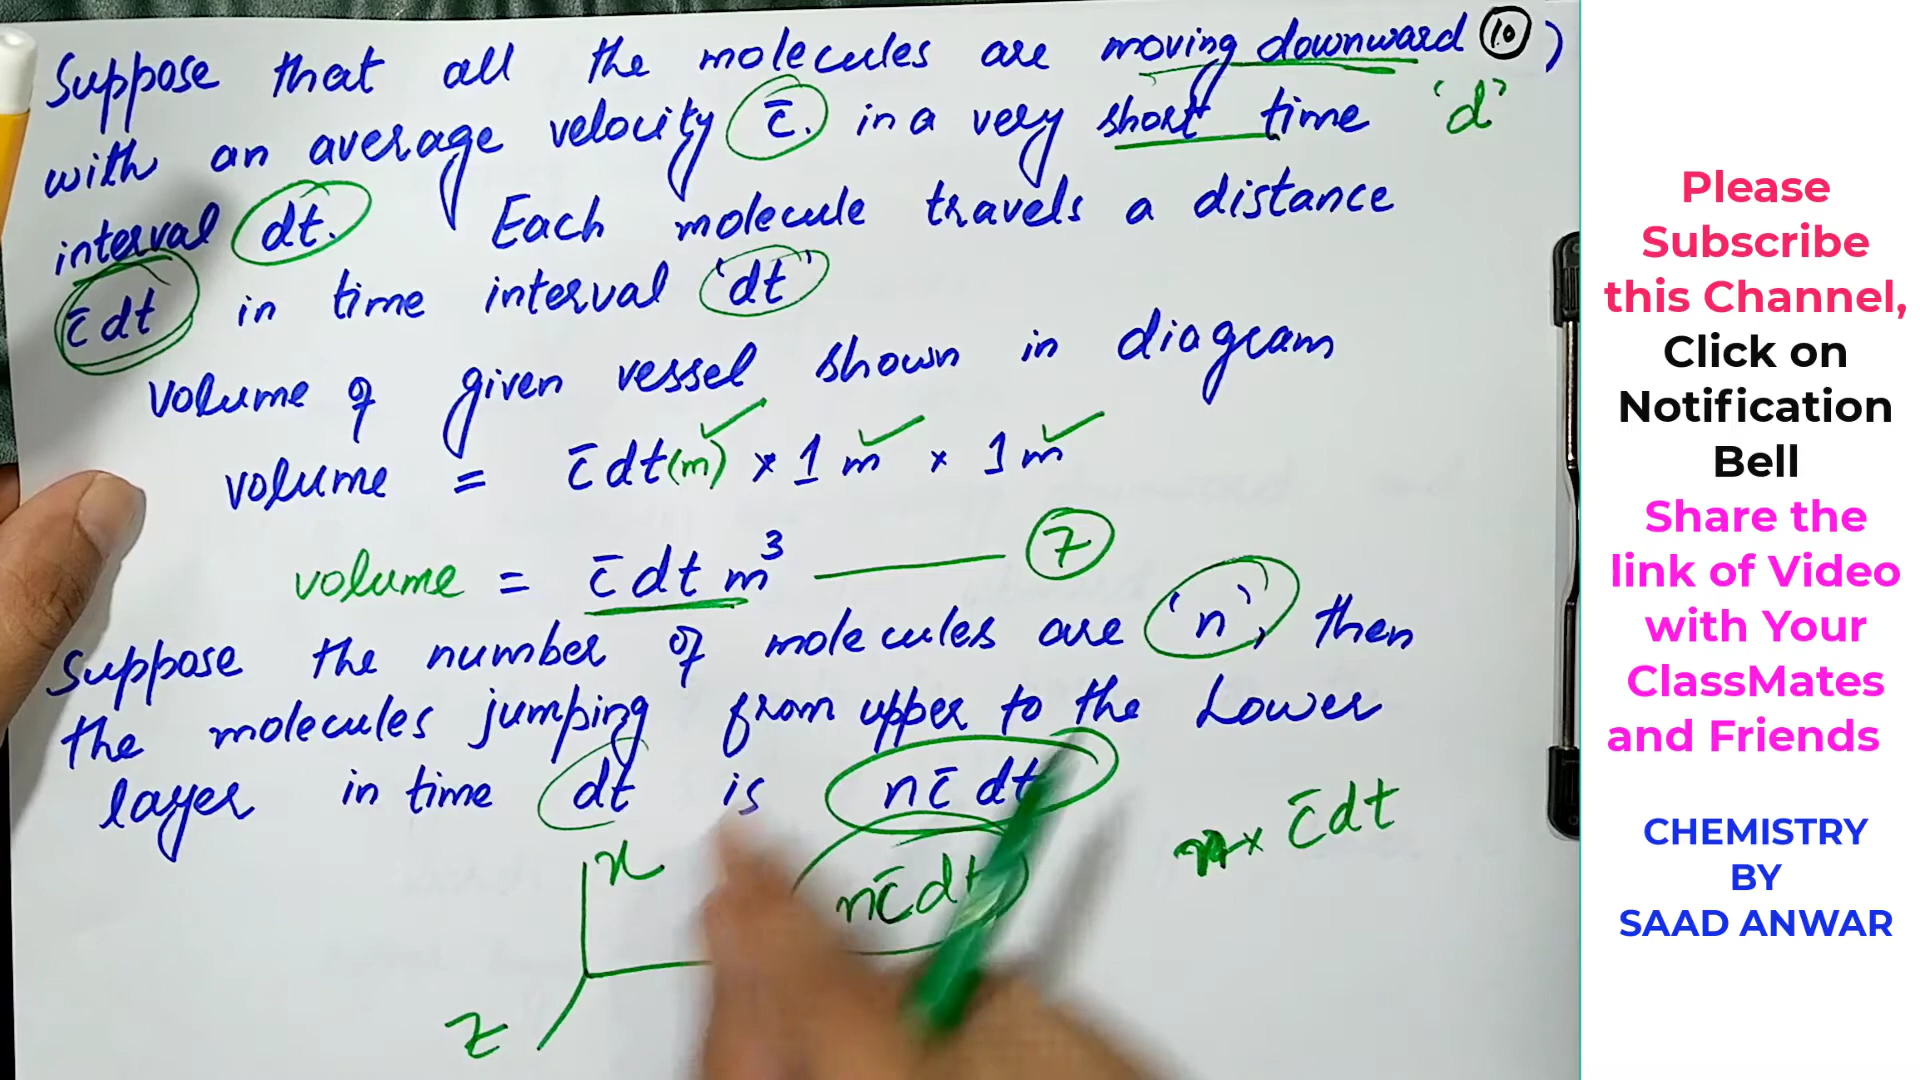 Suppose that all the molecules are moving downward 10)
with an average velocity c̄. in a very short time 'd'
interval dt. Each molecule travels a distance
c̄dt in time interval 'dt'
Volume of given vessel shown in diagram
volume = c̄ dt(m) × 1 m × 1 m
volume = c̄ dt m³ 7
Suppose the number of molecules are 'n', then
the molecules jumping from upper to the Lower
layer in time dt is nc̄ dt
n × c̄dt
x
nc̄dt
z
Please
Subscribe
this Channel,
Click on
Notification
Bell
Share the
link of Video
with Your
ClassMates
and Friends
CHEMISTRY
BY
SAAD ANWAR